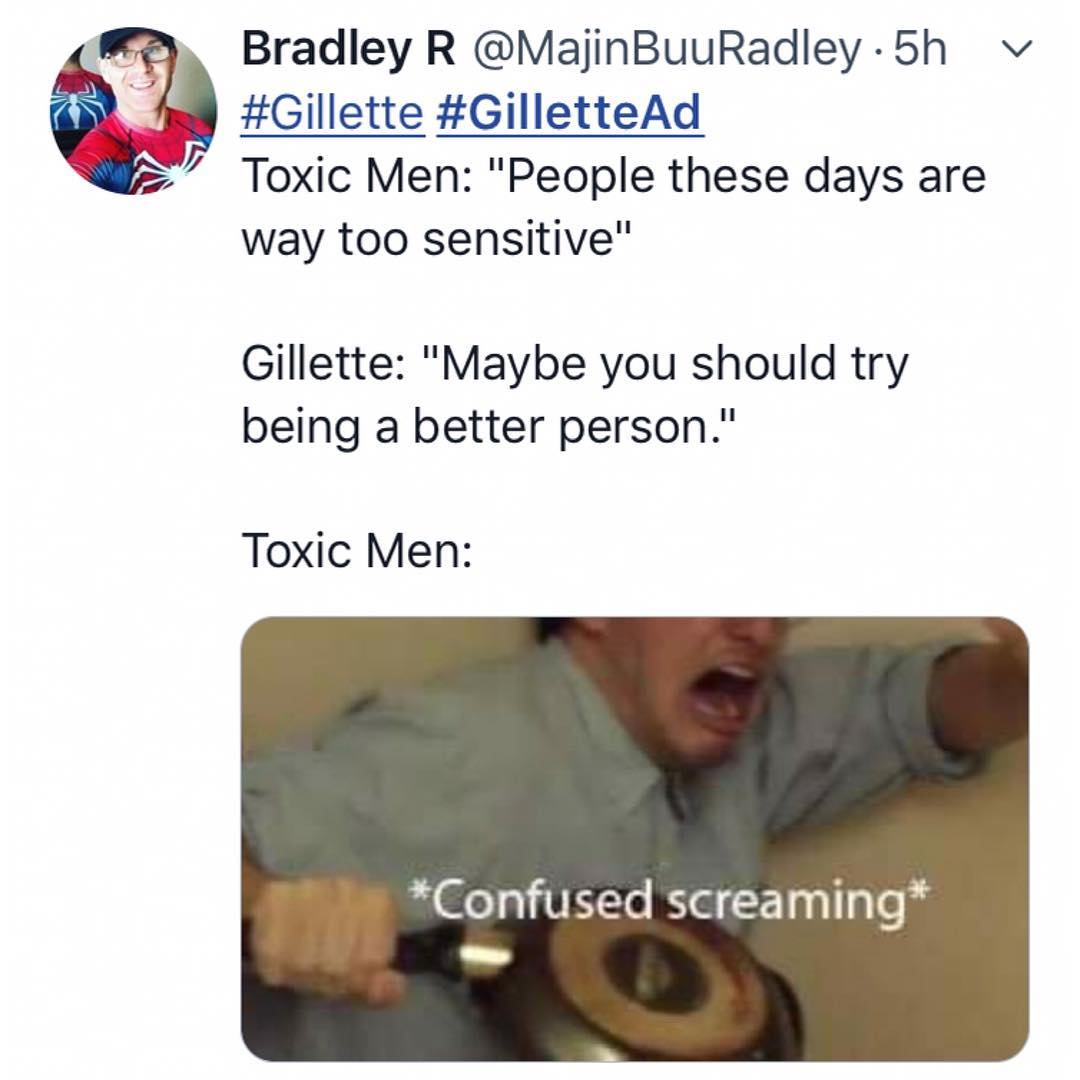 Bradley R @MajinBuuRadley · 5h
#Gillette #GilletteAd
Toxic Men: "People these days are
way too sensitive"
Gillette: "Maybe you should try
being a better person."
Toxic Men:
*Confused screaming*